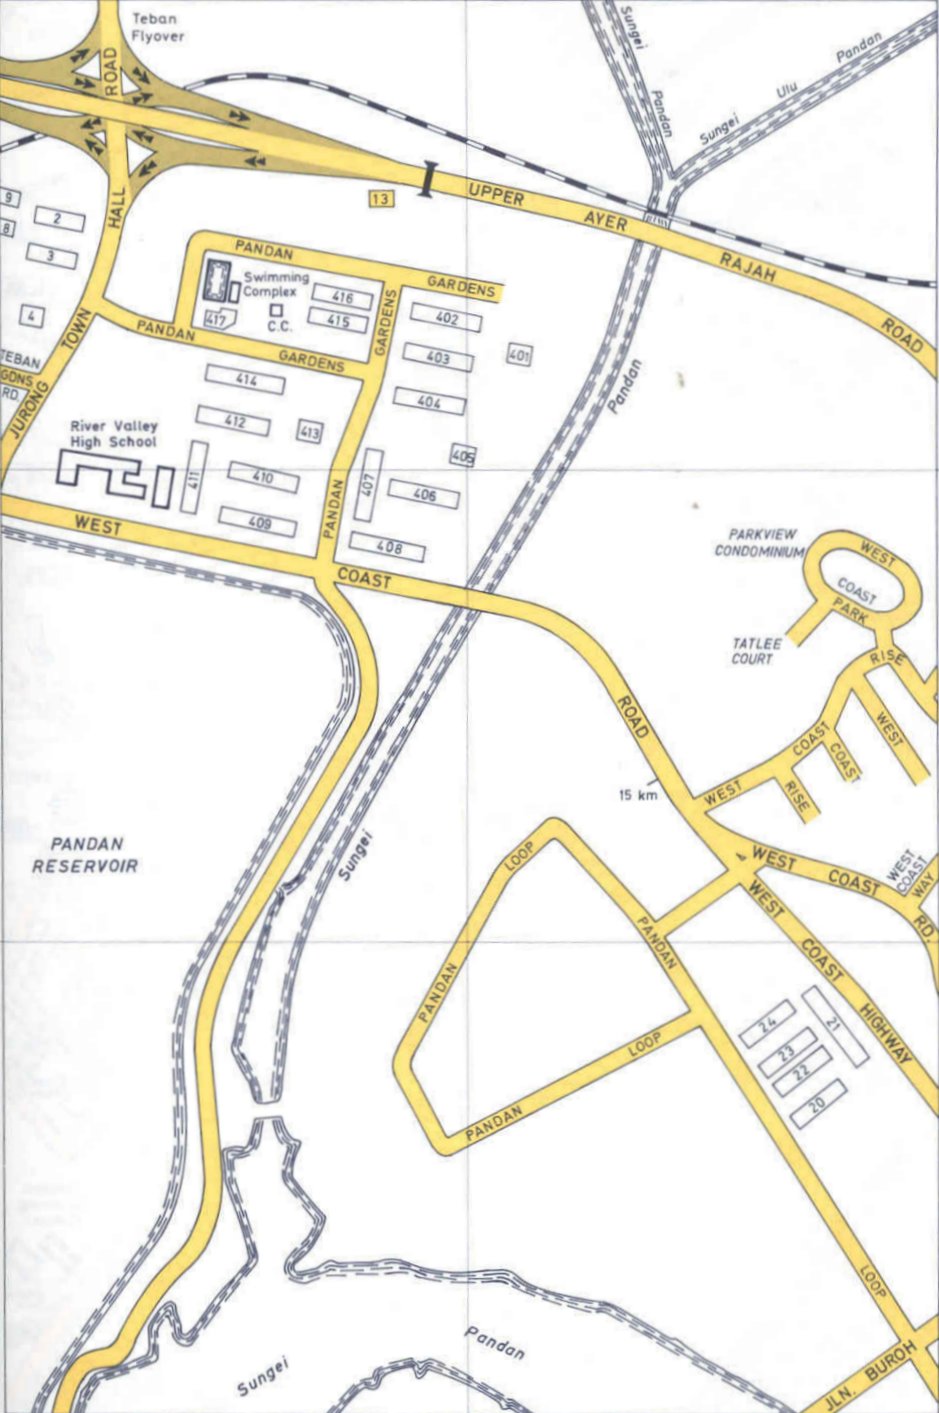 Teban
Flyover
ROAD
HALL
TOWN
JURONG
Sungei
Pandan
Sungei
Ulu
Pandan
UPPER
AYER
RAJAH
ROAD
13
9
8
2
3
4
TEBAN
GDNS
RD.
PANDAN
GARDENS
Swimming
Complex
C.C.
417
416
415
PANDAN
GARDENS
GARDENS
PANDAN
402
403
401
404
405
414
412
413
411
410
409
407
406
408
River Valley
High School
Pandan
WEST
COAST
ROAD
15 km
PARKVIEW
CONDOMINIUM
WEST
COAST
PARK
TATLEE
COURT
RISE
WEST
COAST
COAST
WEST
RISE
PANDAN
RESERVOIR
Sungei
LOOP
PANDAN
PANDAN
LOOP
PANDAN
LOOP
WEST
COAST
RD.
WEST
COAST
WAY
WEST
COAST
HIGHWAY
24
21
23
22
20
JLN. BUROH
Sungei
Pandan